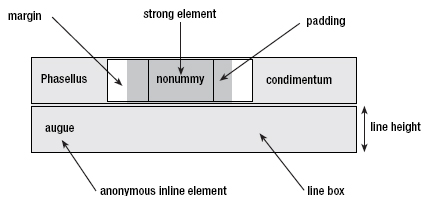 margin
strong element
padding
Phasellus
nonummy
condimentum
augue
line height
anonymous inline element
line box